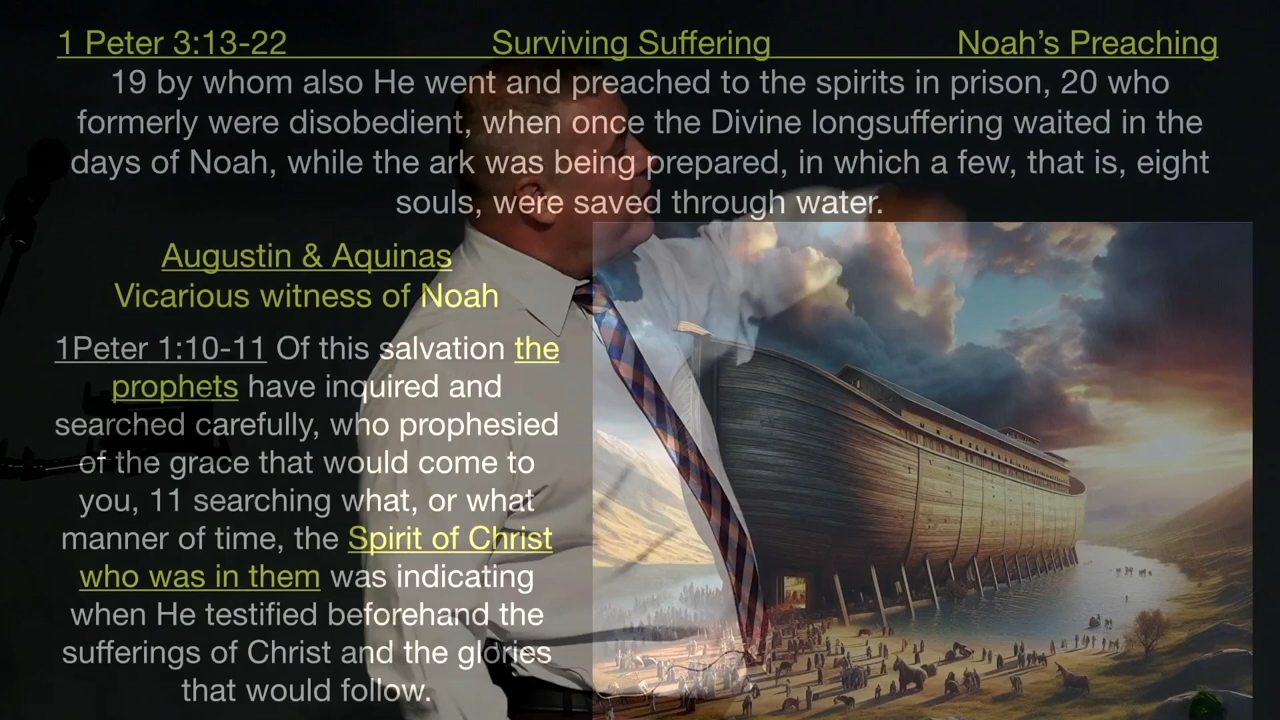 1 Peter 3:13-22 Surviving Suffering Noah’s Preaching
19 by whom also He went and preached to the spirits in prison, 20 who
formerly were disobedient, when once the Divine longsuffering waited in the
days of Noah, while the ark was being prepared, in which a few, that is, eight
souls, were saved through water.
Augustin & Aquinas
Vicarious witness of Noah
1Peter 1:10-11 Of this salvation the
prophets have inquired and
searched carefully, who prophesied
of the grace that would come to
you, 11 searching what, or what
manner of time, the Spirit of Christ
who was in them was indicating
when He testified beforehand the
sufferings of Christ and the glories
that would follow.